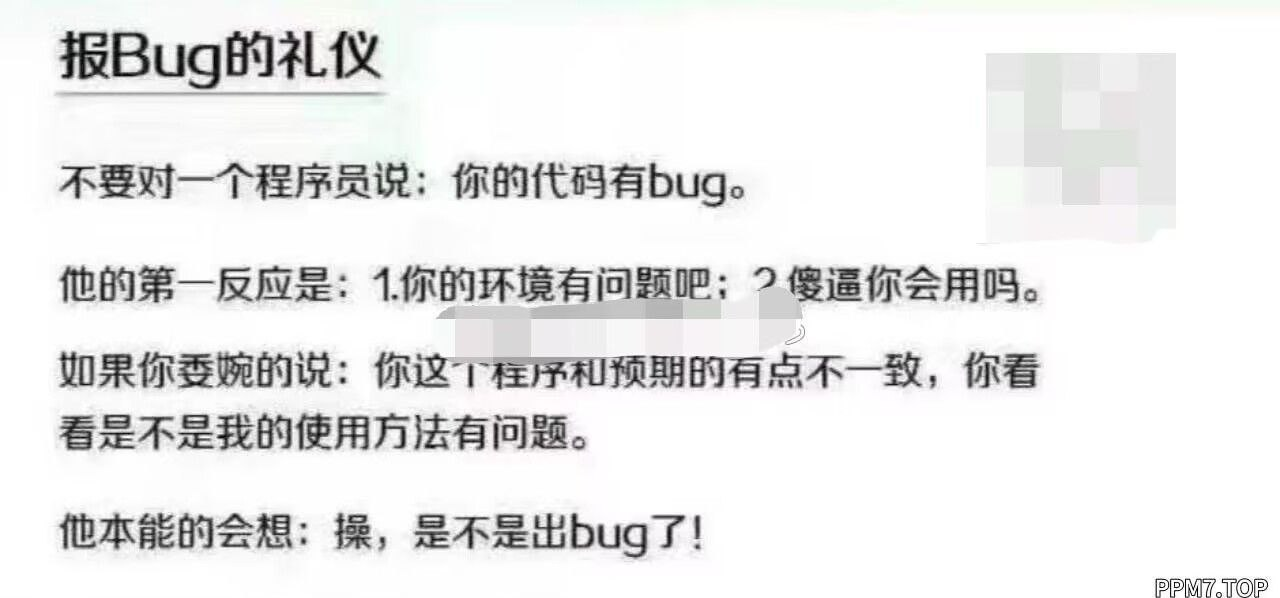 报Bug的礼仪
不要对一个程序员说：你的代码有bug。
他的第一反应是：1.你的环境有问题吧；2.傻逼你会用吗。
如果你委婉的说：你这个程序和预期的有点不一致，你看
看是不是我的使用方法有问题。
他本能的会想：操，是不是出bug了！
PPM7.TOP